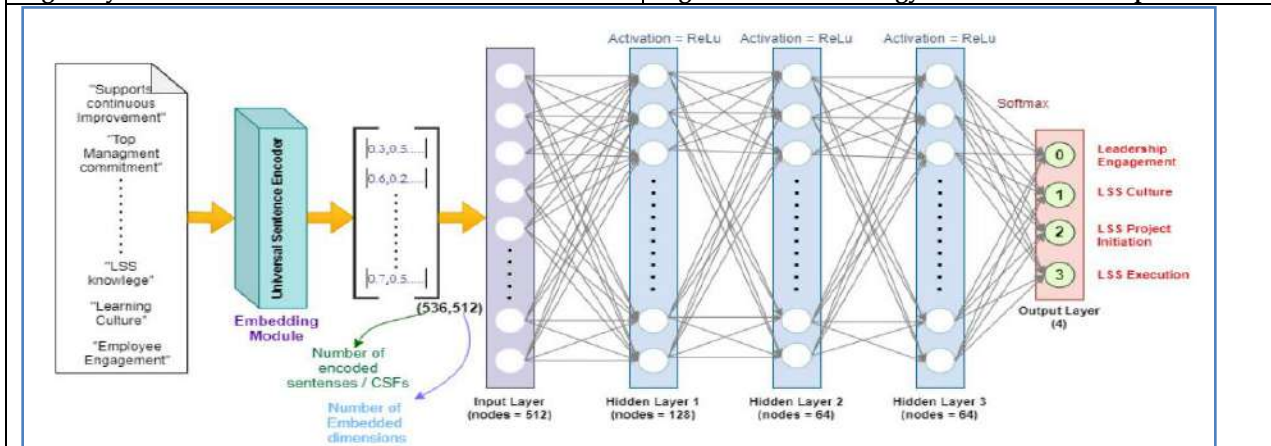 Activation = ReLu
Activation = ReLu
Activation = ReLu
"Supports
continuous
Improvement"
"Top
Managment
commitment"
"LSS
knowlege"
"Learning
Culture"
"Employee
Engagement"
Universal Sentence Encoder
Embedding
Module
0.3,0.5....
0.6,0.2....
0.7,0.5....
(536,512)
Number of
encoded
sentenses / CSFs
Number of
Embedded
dimensions
Input Layer
(nodes = 512)
Hidden Layer 1
(nodes = 128)
Hidden Layer 2
(nodes = 64)
Hidden Layer 3
(nodes = 64)
Softmax
0
1
2
3
Leadership
Engagement
LSS Culture
LSS Project
Initiation
LSS Execution
Output Layer
(4)